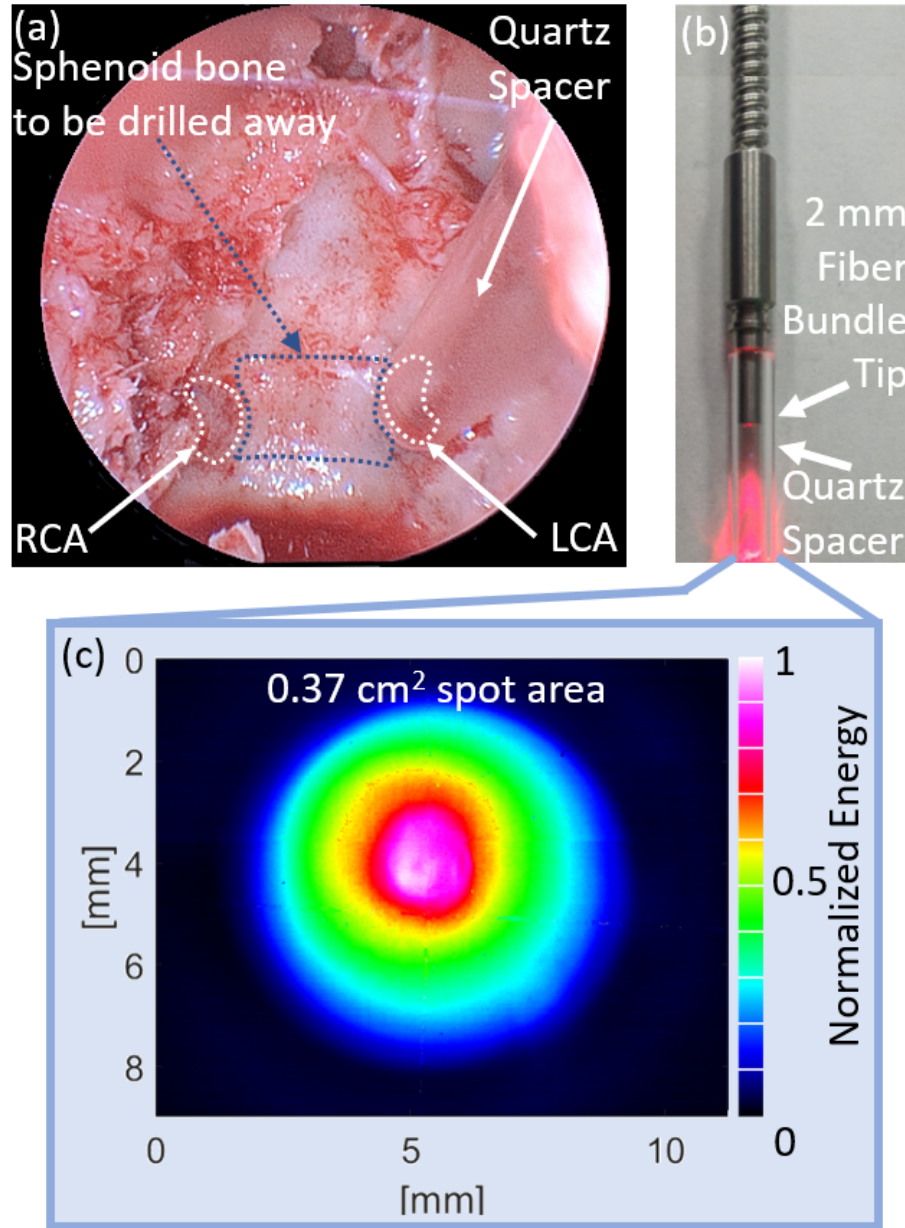 (a)
Sphenoid bone
to be drilled away
Quartz
Spacer
RCA
LCA
(b)
2 mm
Fiber
Bundle
Tip
Quartz
Spacer
(c)
0.37 cm² spot area
0
2
4
6
8
[mm]
0
5
10
[mm]
1
0.5
0
Normalized Energy